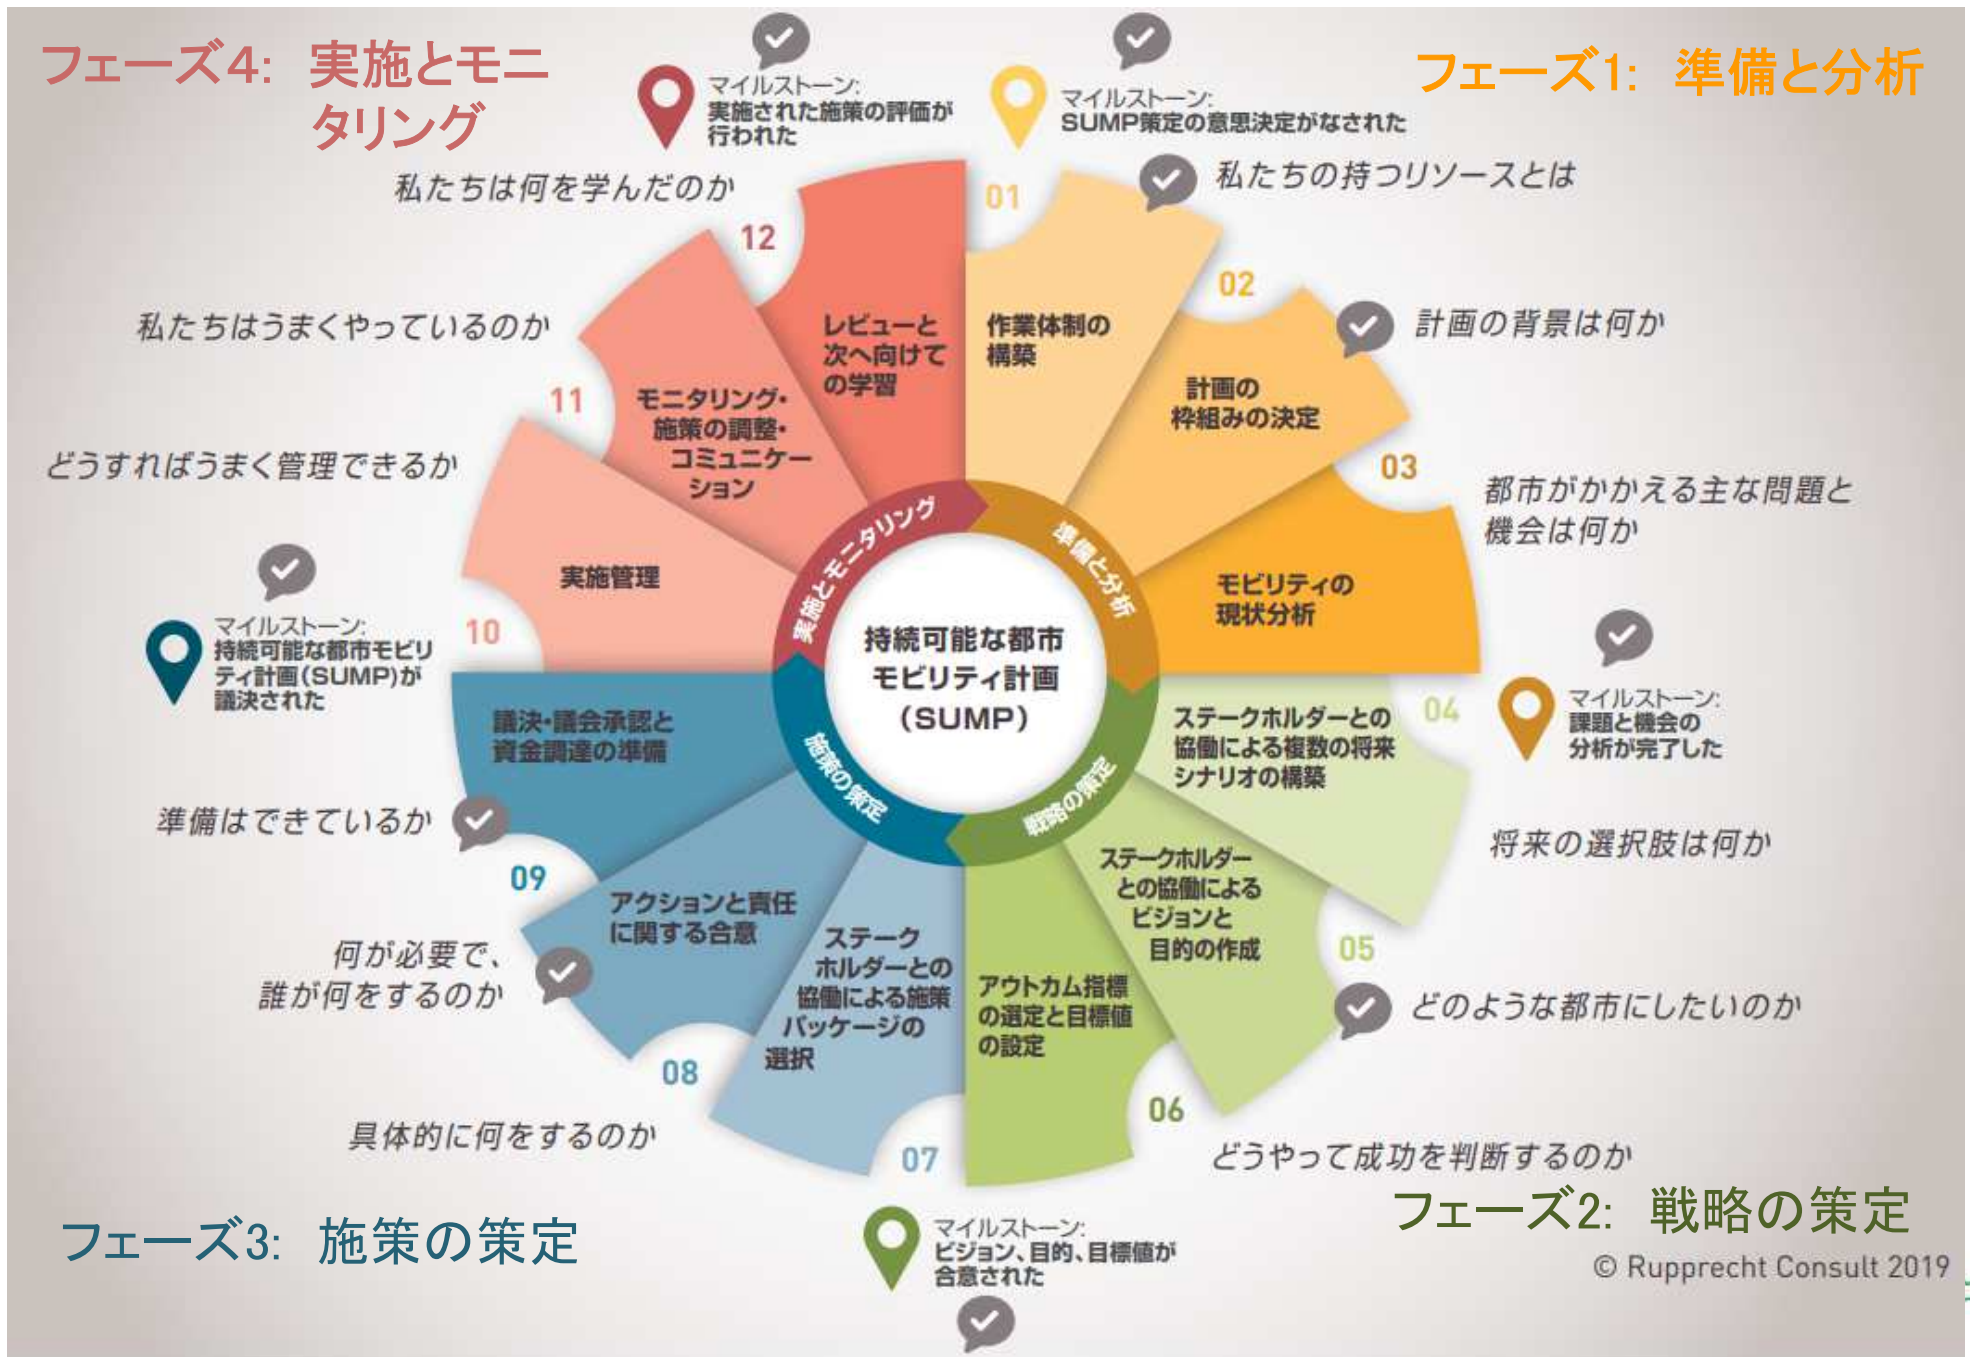 フェーズ4: 実施とモニ
タリング
フェーズ1: 準備と分析
マイルストーン:
実施された施策の評価が
行われた
マイルストーン:
SUMP策定の意思決定がなされた
私たちは何を学んだのか
私たちの持つリソースとは
01
12
02
私たちはうまくやっているのか
計画の背景は何か
レビューと
次へ向けて
の学習
作業体制の
構築
計画の
枠組みの決定
11
モニタリング・
施策の調整・
コミュニケー
ション
03
どうすればうまく管理できるか
都市がかかえる主な問題と
機会は何か
実施管理
モビリティの
現状分析
実施とモニタリング
準備と分析
10
マイルストーン:
持続可能な都市モビリ
ティ計画(SUMP)が
議決された
持続可能な都市
モビリティ計画
(SUMP)
04
マイルストーン:
課題と機会の
分析が完了した
議決・議会承認と
資金調達の準備
ステークホルダーとの
協働による複数の将来
シナリオの構築
施策の策定
戦略の策定
準備はできているか
将来の選択肢は何か
09
アクションと責任
に関する合意
ステークホルダー
との協働による
ビジョンと
目的の作成
05
何が必要で、
誰が何をするのか
ステーク
ホルダーとの
協働による施策
パッケージの
選択
アウトカム指標
の選定と目標値
の設定
どのような都市にしたいのか
08
06
具体的に何をするのか
07
どうやって成功を判断するのか
フェーズ3: 施策の策定
フェーズ2: 戦略の策定
マイルストーン:
ビジョン、目的、目標値が
合意された
© Rupprecht Consult 2019